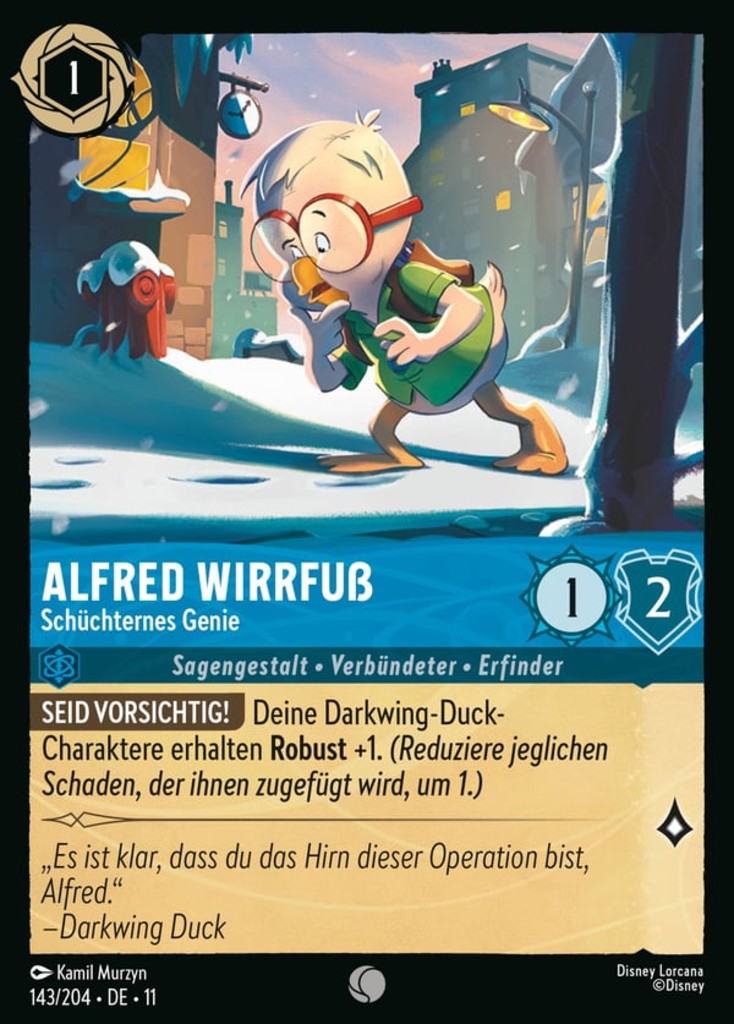 1
ALFRED WIRRFUß
Schüchternes Genie
1
2
Sagengestalt • Verbündeter • Erfinder
SEID VORSICHTIG! Deine Darkwing-Duck-
Charaktere erhalten Robust +1. (Reduziere jeglichen
Schaden, der ihnen zugefügt wird, um 1.)
„Es ist klar, dass du das Hirn dieser Operation bist,
Alfred.“
–Darkwing Duck
Kamil Murzyn
143/204 • DE • 11
Disney Lorcana
©Disney